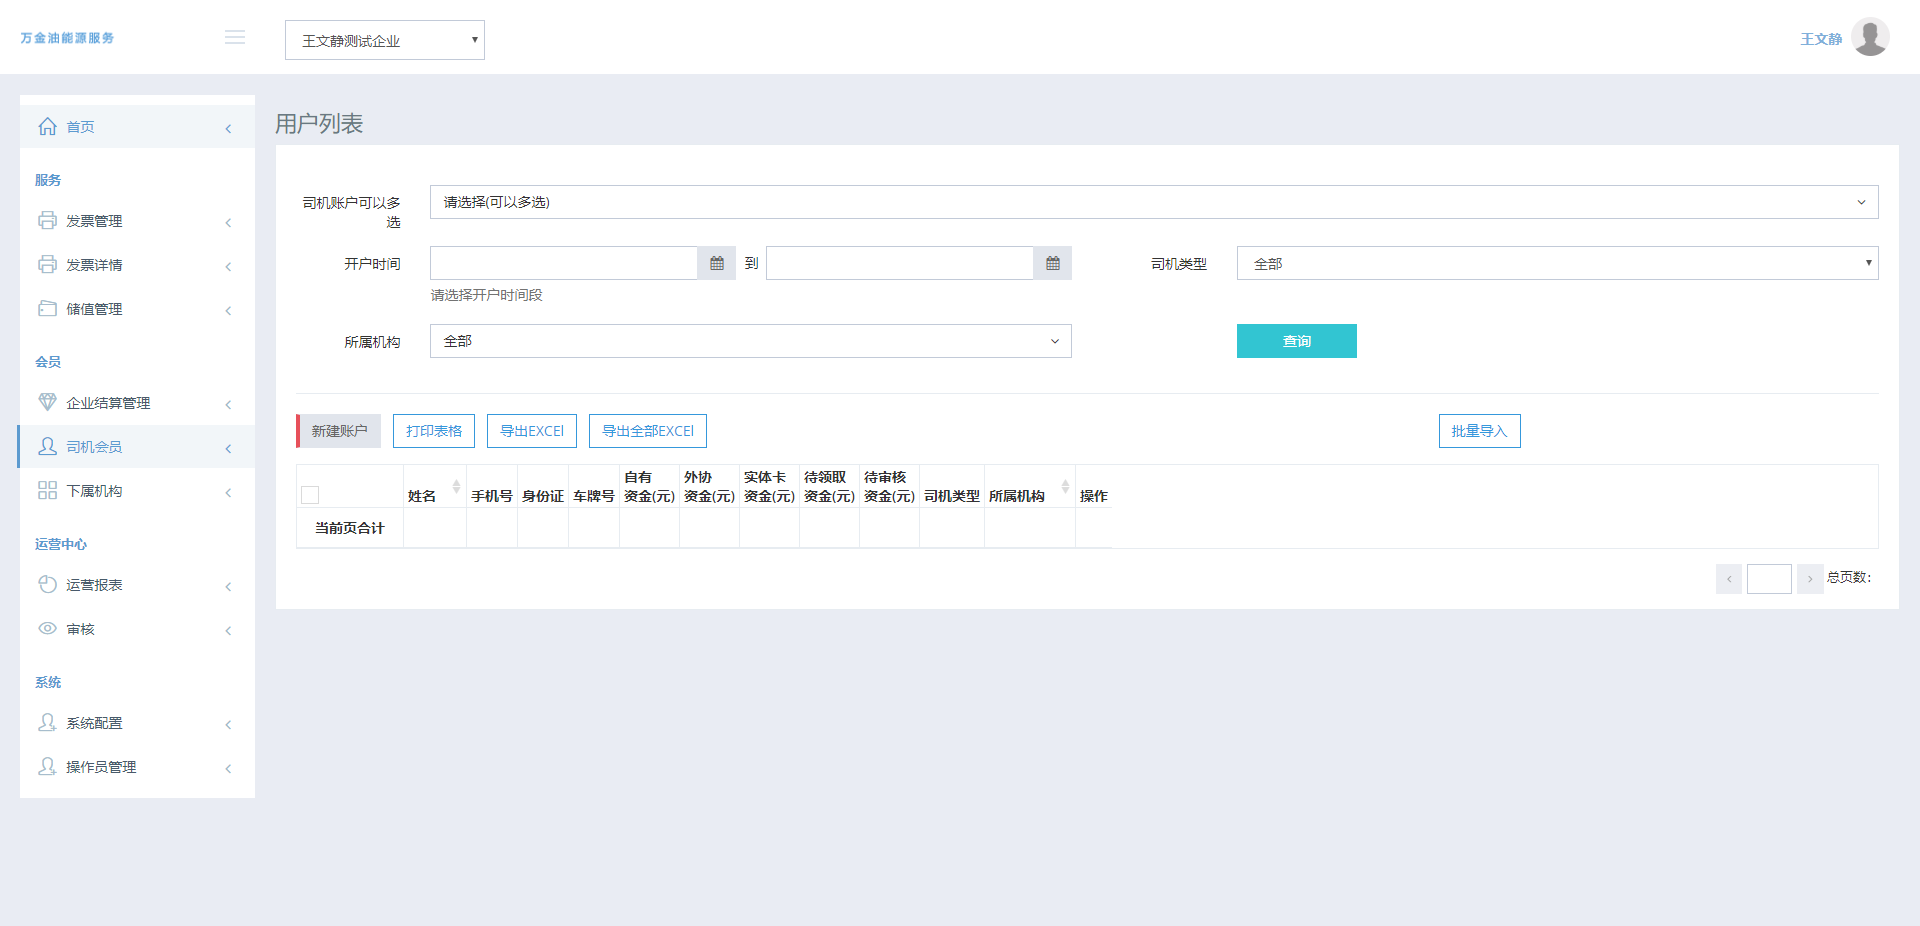 万金油能源服务
王文静测试企业
王文静
首页
服务
发票管理
发票详情
储值管理
会员
企业结算管理
司机会员
下属机构
运营中心
运营报表
审核
系统
系统配置
操作员管理
用户列表
司机账户可以多
选
请选择(可以多选)
开户时间
到
请选择开户时间段
司机类型
全部
所属机构
全部
查询
新建账户
打印表格
导出EXCEl
导出全部EXCEl
批量导入
姓名
手机号
身份证
车牌号
自有
资金(元)
外协
资金(元)
实体卡
资金(元)
待领取
资金(元)
待审核
资金(元)
司机类型
所属机构
操作
当前页合计
总页数: